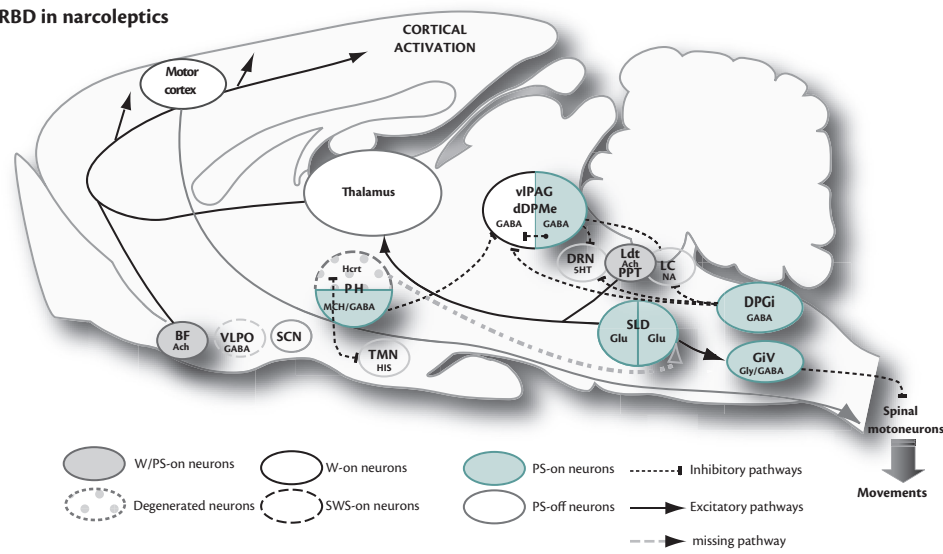 RBD in narcoleptics
CORTICAL
ACTIVATION
Motor
cortex
Thalamus
vlPAG
dDPMe
GABA GABA
DRN
5HT
Ldt
Ach
PPT
LC
NA
Hcrt
PH
MCH/GABA
DPGi
GABA
SLD
Glu Glu
BF
Ach
VLPO
GABA
SCN
TMN
HIS
GiV
Gly/GABA
Spinal
motoneurons
Movements
W/PS-on neurons
W-on neurons
PS-on neurons
Inhibitory pathways
Degenerated neurons
SWS-on neurons
PS-off neurons
Excitatory pathways
missing pathway